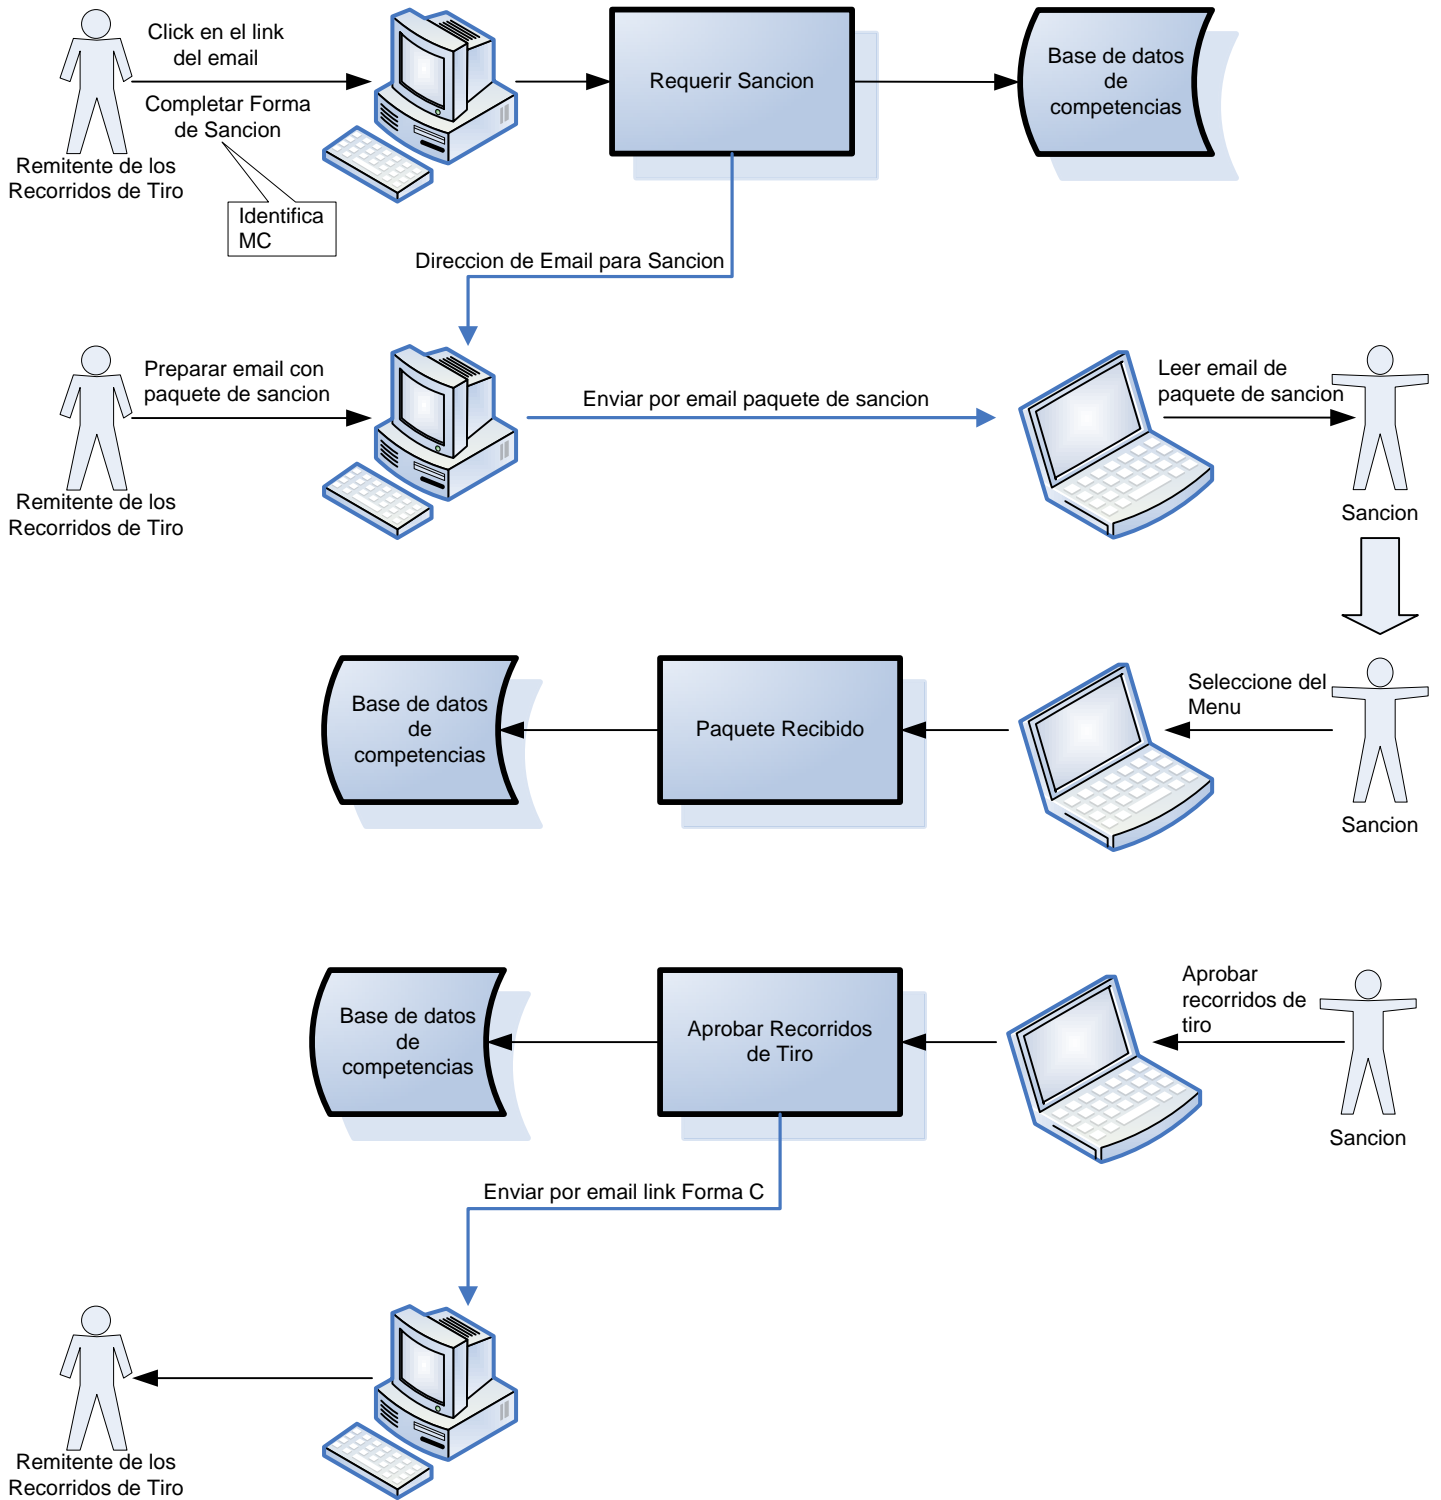 Click en el link
del email
Completar Forma
de Sancion
Remitente de los
Recorridos de Tiro
Identifica
MC
Requerir Sancion
Base de datos
de
competencias
Direccion de Email para Sancion
Preparar email con
paquete de sancion
Remitente de los
Recorridos de Tiro
Enviar por email paquete de sancion
Leer email de
paquete de sancion
Sancion
Base de datos
de
competencias
Paquete Recibido
Seleccione del
Menu
Sancion
Base de datos
de
competencias
Aprobar Recorridos
de Tiro
Aprobar
recorridos de
tiro
Sancion
Enviar por email link Forma C
Remitente de los
Recorridos de Tiro